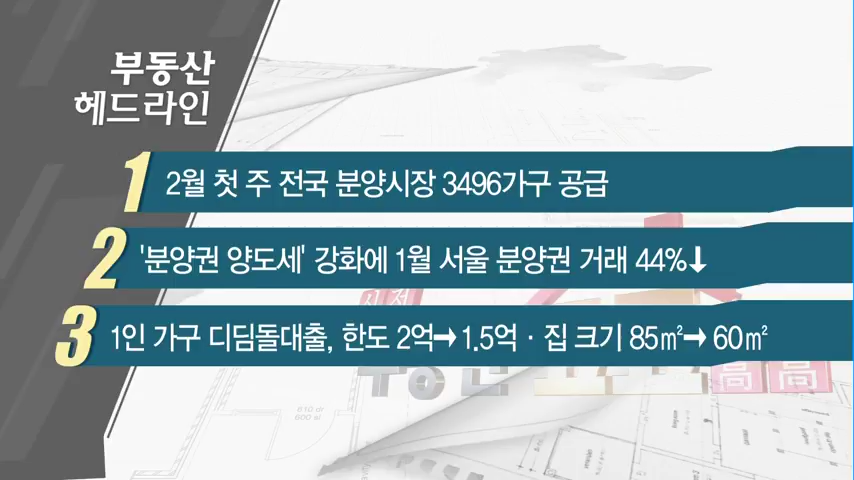 부동산
헤드라인
1 2월 첫 주 전국 분양시장 3496가구 공급
2 '분양권 양도세' 강화에 1월 서울 분양권 거래 44%↓
3 1인 가구 디딤돌대출, 한도 2억→1.5억 · 집 크기 85㎡→60㎡
高 高